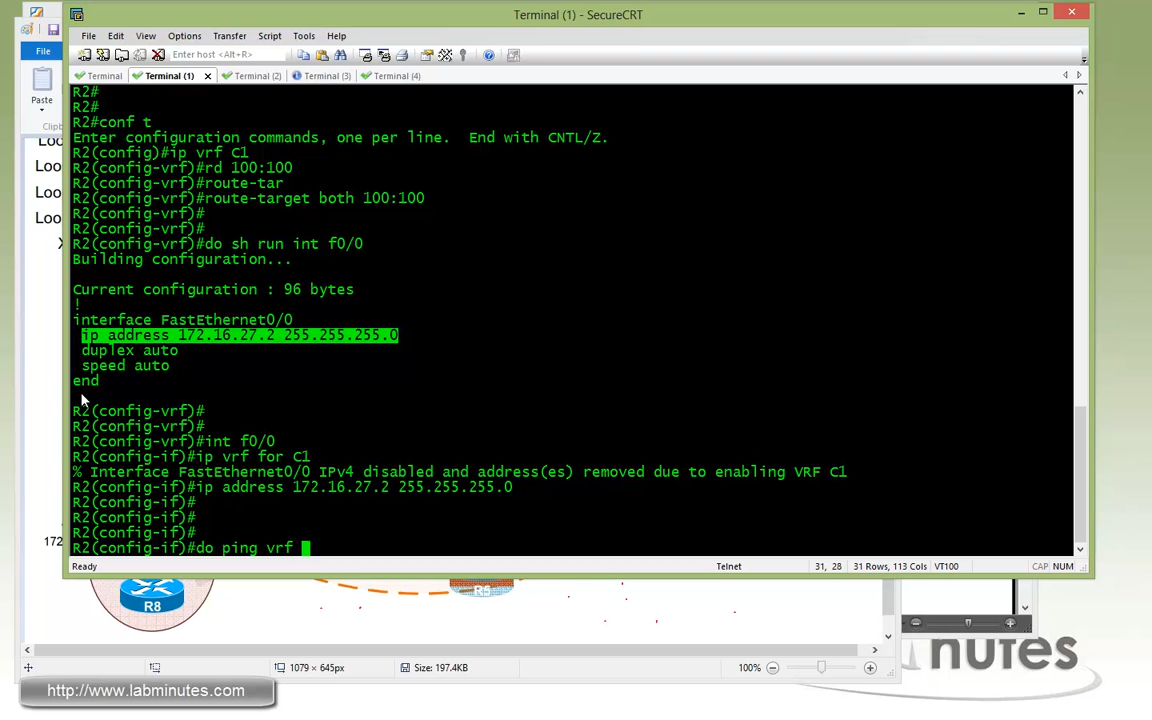 Terminal (1) - SecureCRT
File
File Edit View Options Transfer Script Tools Help
Enter host <Alt+R>
Paste
Terminal Terminal (1) Terminal (2) Terminal (3) Terminal (4)
Clipb
Loo
Loo
Loo
Loo
X
172
R2#
R2#
R2#conf t
Enter configuration commands, one per line.  End with CNTL/Z.
R2(config)#ip vrf C1
R2(config-vrf)#rd 100:100
R2(config-vrf)#route-tar
R2(config-vrf)#route-target both 100:100
R2(config-vrf)#
R2(config-vrf)#
R2(config-vrf)#do sh run int f0/0
Building configuration...
Current configuration : 96 bytes
!
interface FastEthernet0/0
ip address 172.16.27.2 255.255.255.0
duplex auto
speed auto
end
R2(config-vrf)#
R2(config-vrf)#
R2(config-vrf)#int f0/0
R2(config-if)#ip vrf for C1
% Interface FastEthernet0/0 IPv4 disabled and address(es) removed due to enabling VRF C1
R2(config-if)#ip address 172.16.27.2 255.255.255.0
R2(config-if)#
R2(config-if)#
R2(config-if)#
R2(config-if)#do ping vrf
Ready Telnet 31, 28 31 Rows, 113 Cols VT100 CAP NUM
R8
1079 × 645px Size: 197.4KB 100%
nutes
http://www.labminutes.com